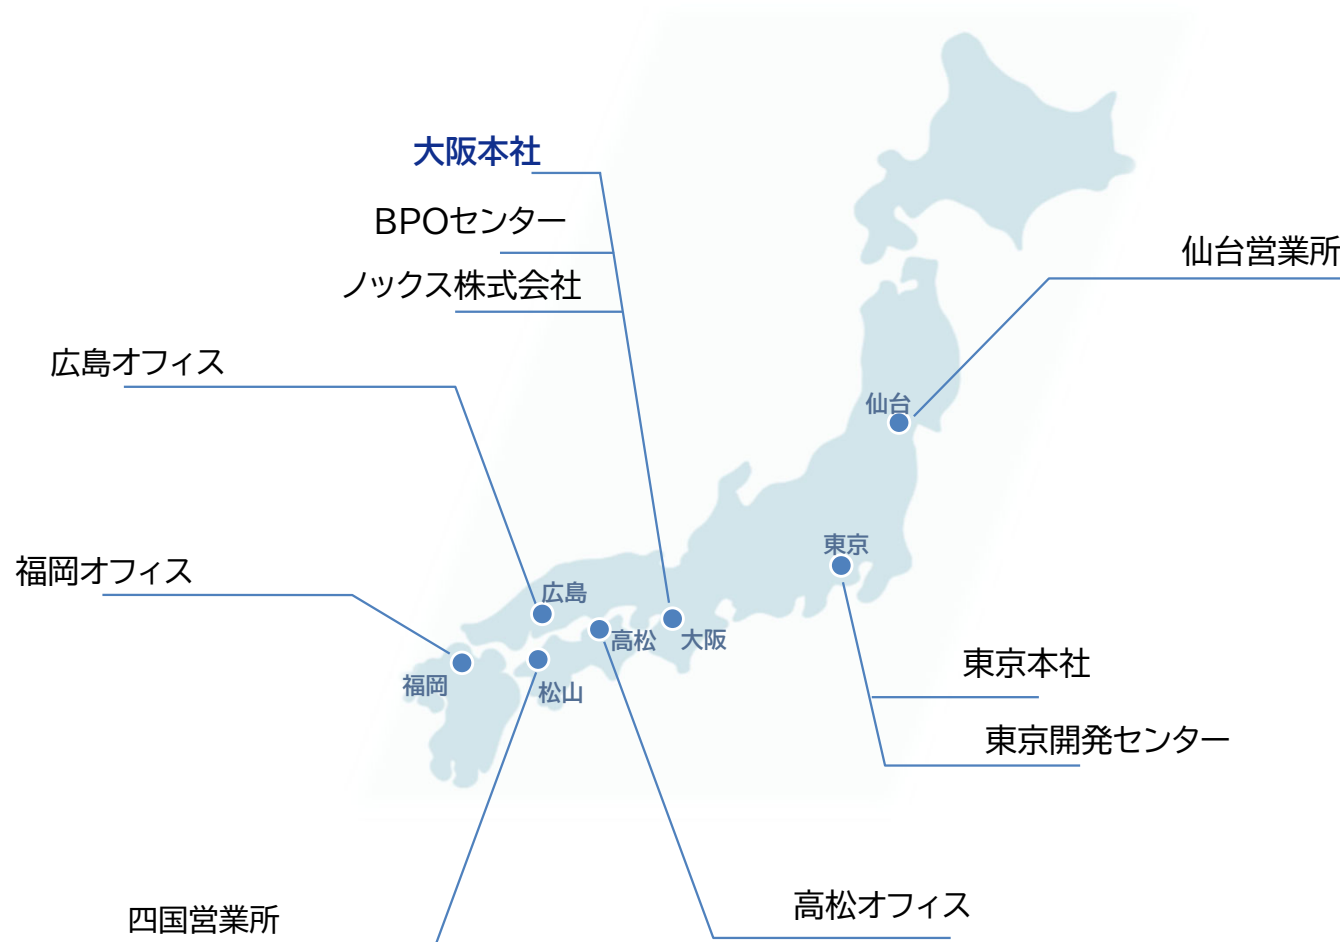 大阪本社
BPOセンター
仙台営業所
ノックス株式会社
広島オフィス
仙台
東京
福岡オフィス
広島
高松
大阪
福岡
松山
東京本社
東京開発センター
高松オフィス
四国営業所